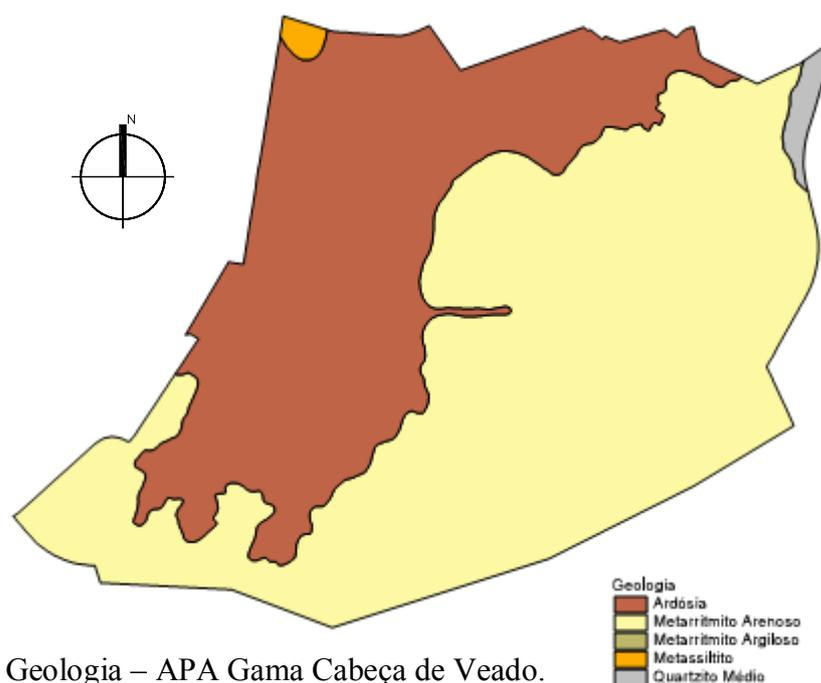 N
Geologia
Ardósia
Metarritmito Arenoso
Metarritmito Argiloso
Metassiltito
Quartzito Médio
Geologia – APA Gama Cabeça de Veado.